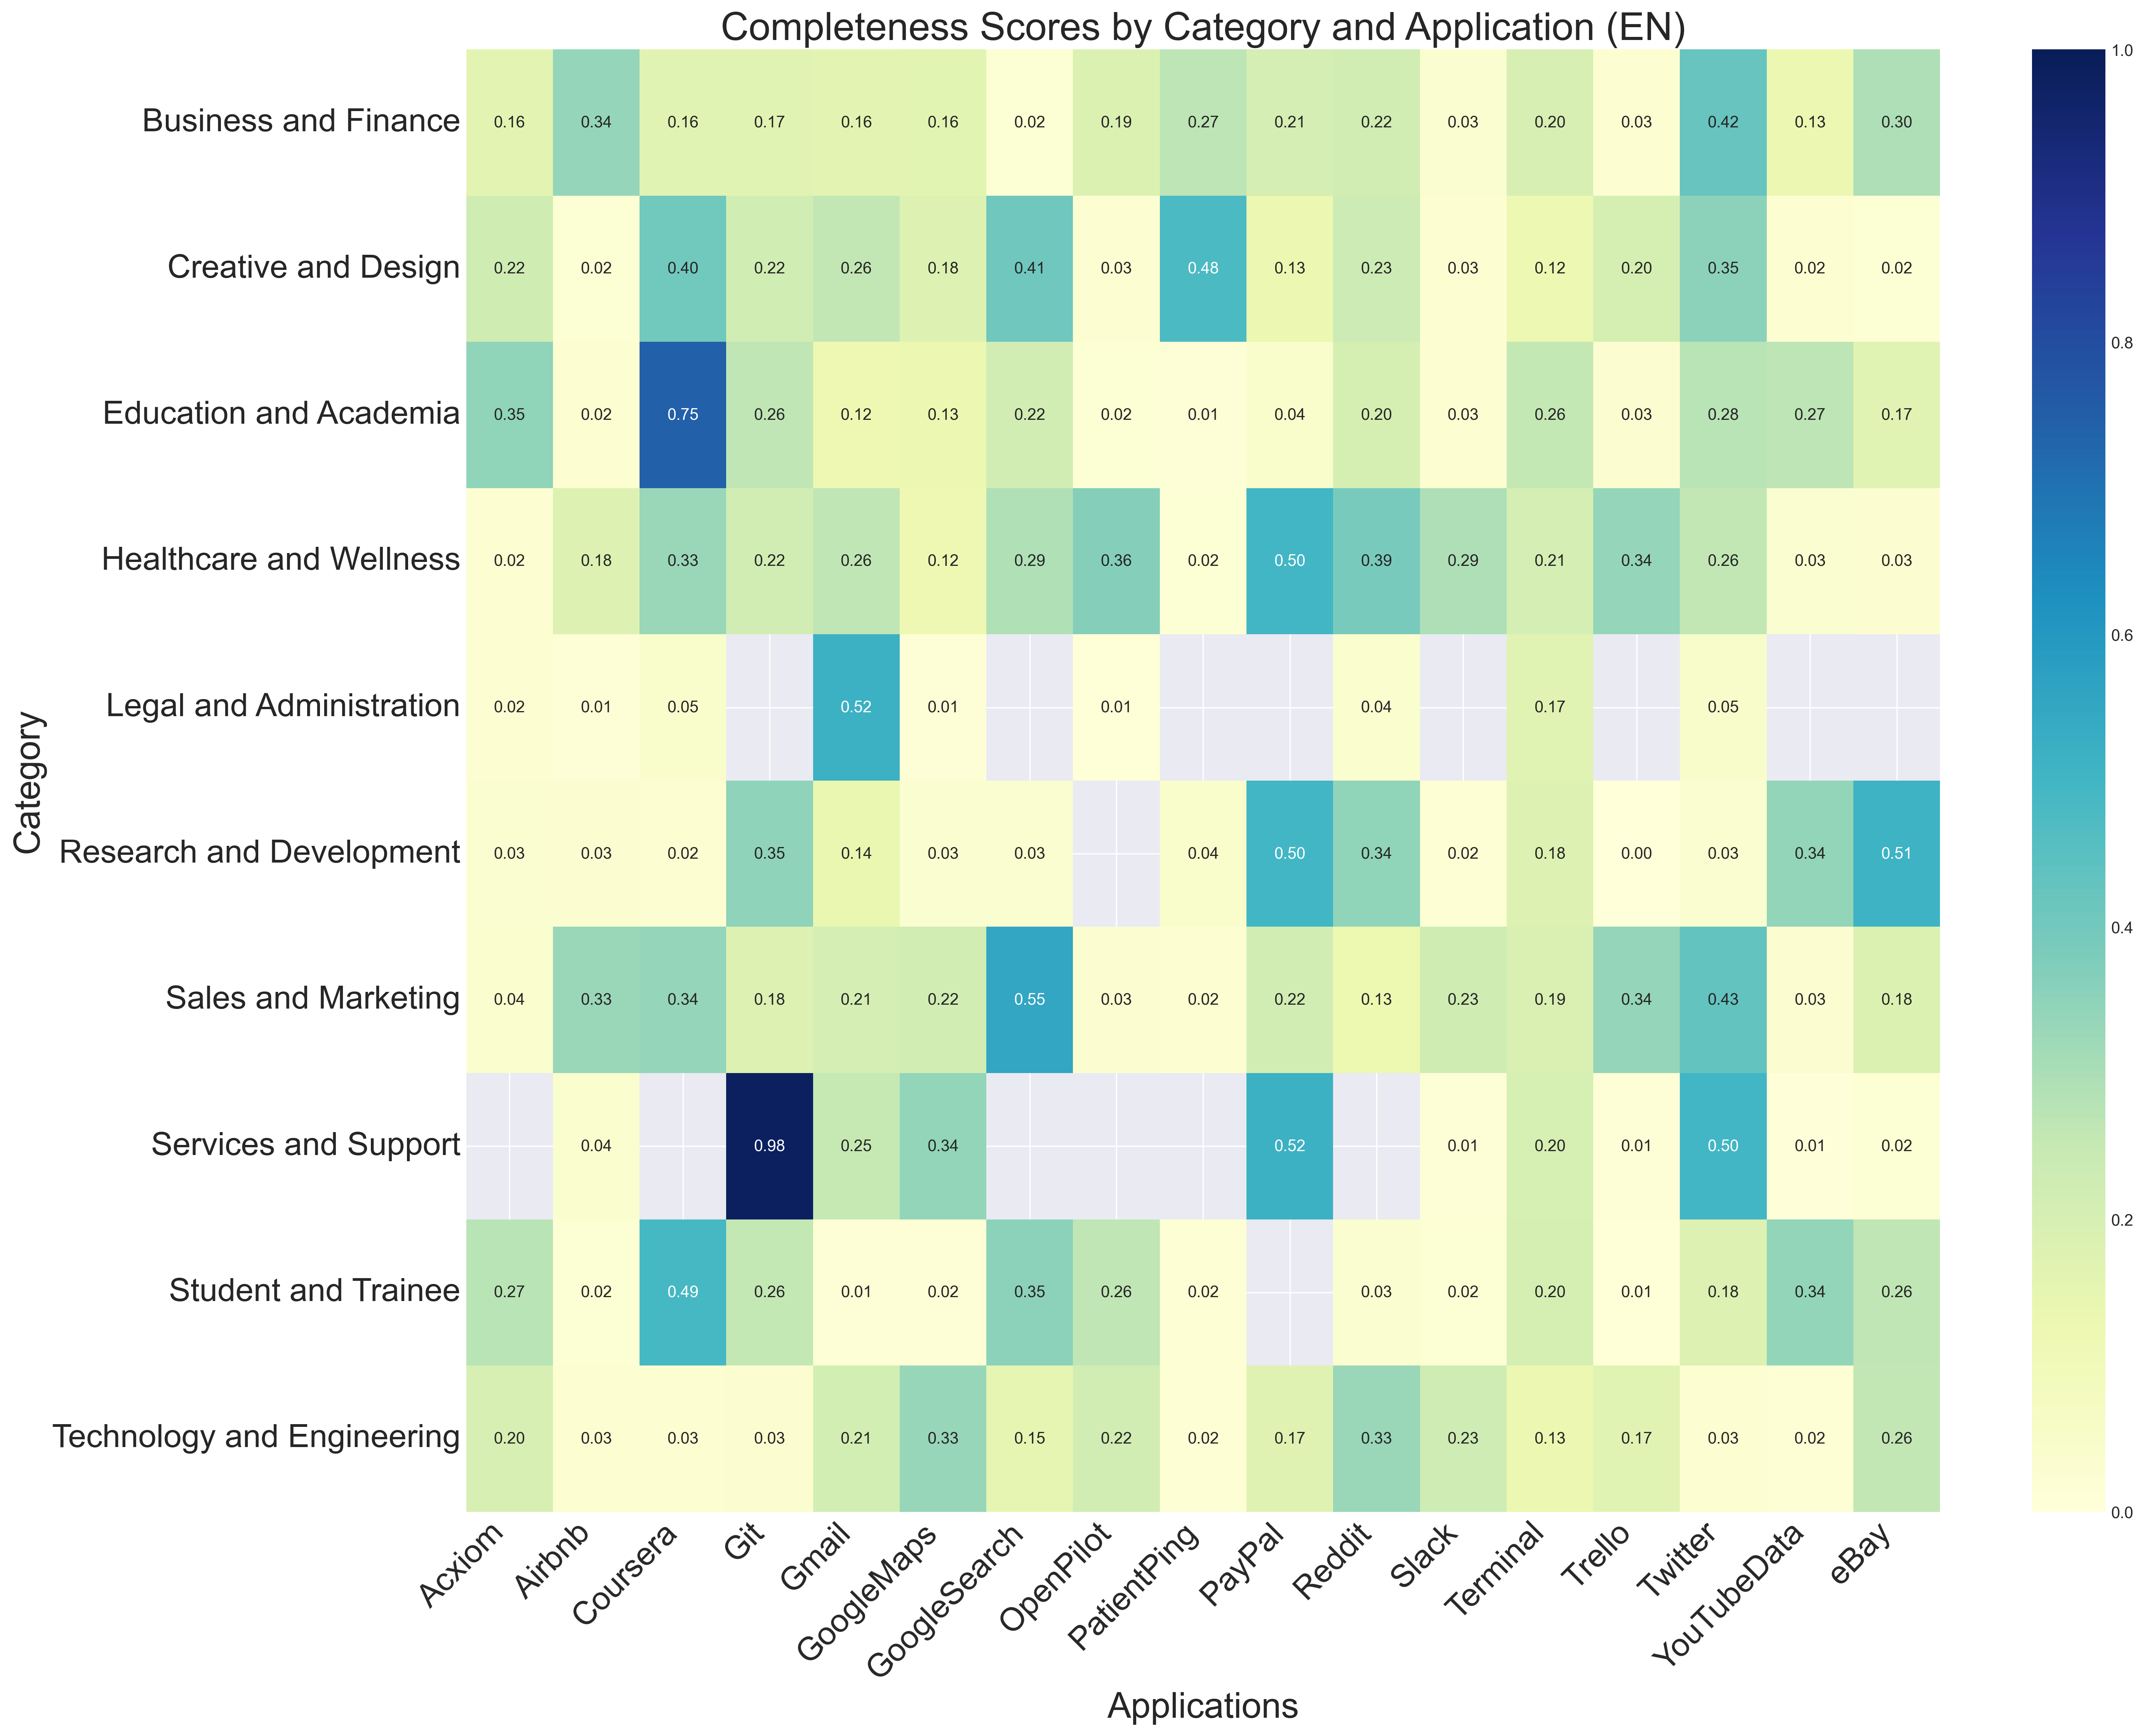 Completeness Scores by Category and Application (EN)
Category
Business and Finance 0.16 0.34 0.16 0.17 0.16 0.16 0.02 0.19 0.27 0.21 0.22 0.03 0.20 0.03 0.42 0.13 0.30
Creative and Design 0.22 0.02 0.40 0.22 0.26 0.18 0.41 0.03 0.48 0.13 0.23 0.03 0.12 0.20 0.35 0.02 0.02
Education and Academia 0.35 0.02 0.75 0.26 0.12 0.13 0.22 0.02 0.01 0.04 0.20 0.03 0.26 0.03 0.28 0.27 0.17
Healthcare and Wellness 0.02 0.18 0.33 0.22 0.26 0.12 0.29 0.36 0.02 0.50 0.39 0.29 0.21 0.34 0.26 0.03 0.03
Legal and Administration 0.02 0.01 0.05 0.52 0.01 0.01 0.04 0.17 0.05
Research and Development 0.03 0.03 0.02 0.35 0.14 0.03 0.03 0.04 0.50 0.34 0.02 0.18 0.00 0.03 0.34 0.51
Sales and Marketing 0.04 0.33 0.34 0.18 0.21 0.22 0.55 0.03 0.02 0.22 0.13 0.23 0.19 0.34 0.43 0.03 0.18
Services and Support 0.04 0.98 0.25 0.34 0.52 0.01 0.20 0.01 0.50 0.01 0.02
Student and Trainee 0.27 0.02 0.49 0.26 0.01 0.02 0.35 0.26 0.02 0.03 0.02 0.20 0.01 0.18 0.34 0.26
Technology and Engineering 0.20 0.03 0.03 0.03 0.21 0.33 0.15 0.22 0.02 0.17 0.33 0.23 0.13 0.17 0.03 0.02 0.26
Acxiom Airbnb Coursera Git Gmail GoogleMaps GoogleSearch OpenPilot PatientPing PayPal Reddit Slack Terminal Trello Twitter YouTubeData eBay
Applications
1.0
0.8
0.6
0.4
0.2
0.0